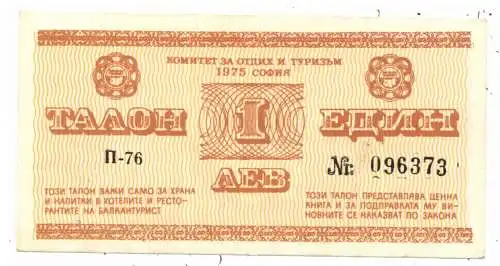 КОМИТЕТ ЗА ОТДИХ И ТУРИЗЪМ
1975 СОФИЯ
ТАЛОН 1 ЕДИН
ЛЕВ
П-76
№: 096373
ТОЗИ ТАЛОН ВАЖИ САМО ЗА ХРАНА
И НАПИТКИ В ХОТЕЛИТЕ И РЕСТО-
РАНТИТЕ НА БАЛКАНТУРИСТ
ТОЗИ ТАЛОН ПРЕДСТАВЛЯВА ЦЕННА
КНИГА И ЗА ПОДПРАВКАТА МУ ВИ-
НОВНИТЕ СЕ НАКАЗВАТ ПО ЗАКОНА